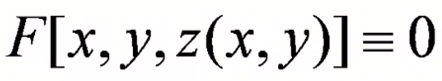 F[x, y, z(x, y)] ≡ 0